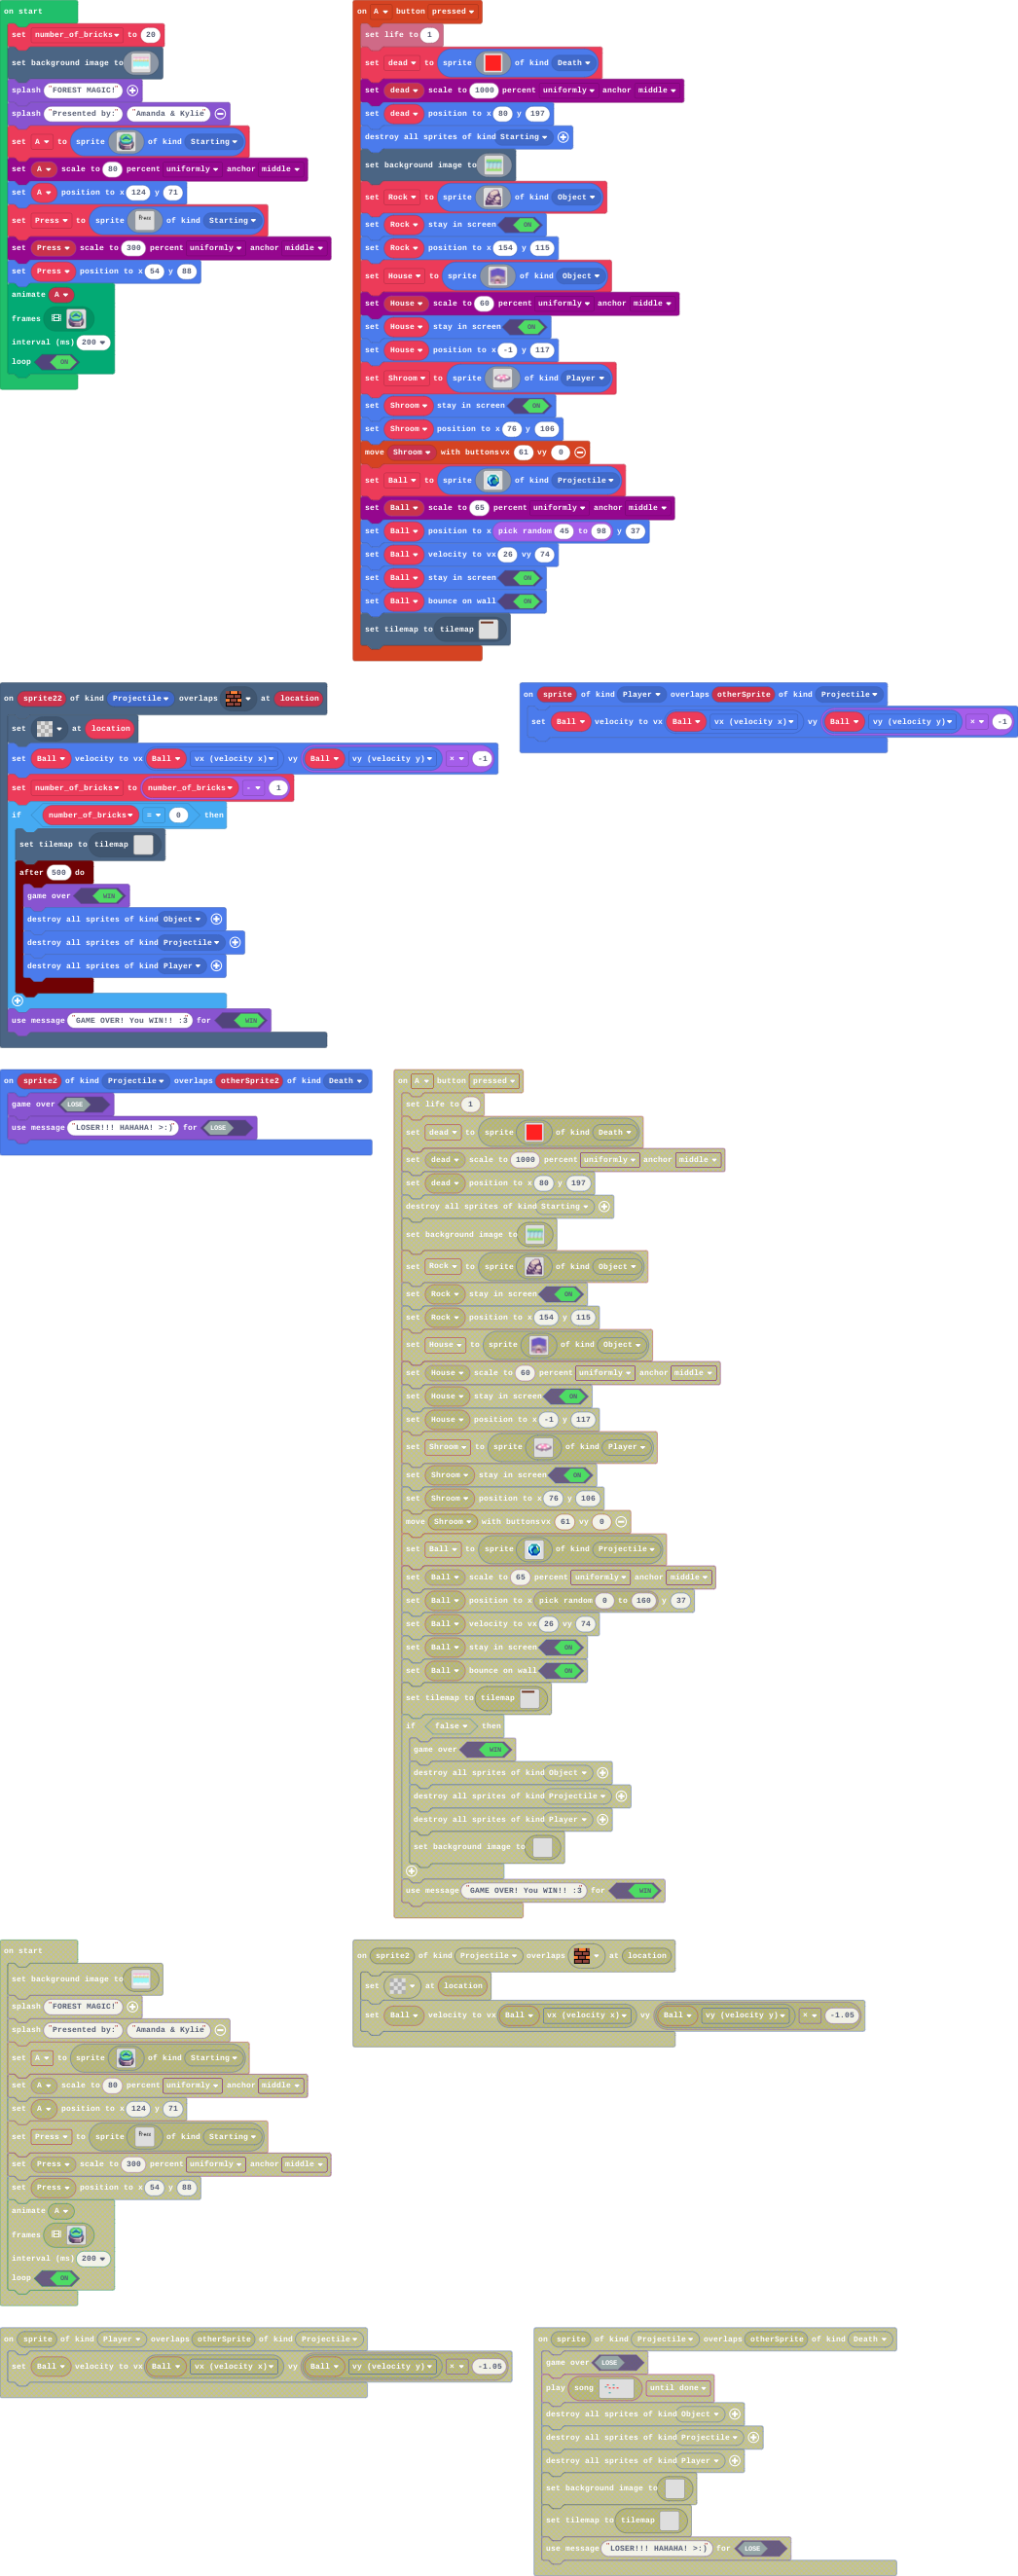 on start
set number_of_bricks to 20
set background image to
splash "FOREST MAGIC!"
splash "Presented by:" "Amanda & Kylie"
set A to sprite of kind Starting
set A scale to 80 percent uniformly anchor middle
set A position to x 124 y 71
set Press to sprite Press of kind Starting
set Press scale to 300 percent uniformly anchor middle
set Press position to x 54 y 88
animate A
frames
interval (ms) 200
loop ON
on A button pressed
set life to 1
set dead to sprite of kind Death
set dead scale to 1000 percent uniformly anchor middle
set dead position to x 80 y 197
destroy all sprites of kind Starting
set background image to
set Rock to sprite of kind Object
set Rock stay in screen ON
set Rock position to x 154 y 115
set House to sprite of kind Object
set House scale to 60 percent uniformly anchor middle
set House stay in screen ON
set House position to x -1 y 117
set Shroom to sprite of kind Player
set Shroom stay in screen ON
set Shroom position to x 76 y 106
move Shroom with buttons vx 61 vy 0
set Ball to sprite of kind Projectile
set Ball scale to 65 percent uniformly anchor middle
set Ball position to x pick random 45 to 98 y 37
set Ball velocity to vx 26 vy 74
set Ball stay in screen ON
set Ball bounce on wall ON
set tilemap to tilemap
on sprite22 of kind Projectile overlaps at location
set at location
set Ball velocity to vx Ball vx (velocity x) vy Ball vy (velocity y) × -1
set number_of_bricks to number_of_bricks - 1
if number_of_bricks = 0 then
set tilemap to tilemap
after 500 do
game over WIN
destroy all sprites of kind Object
destroy all sprites of kind Projectile
destroy all sprites of kind Player
use message "GAME OVER! You WIN!! :3" for WIN
on sprite of kind Player overlaps otherSprite of kind Projectile
set Ball velocity to vx Ball vx (velocity x) vy Ball vy (velocity y) × -1
on sprite2 of kind Projectile overlaps otherSprite2 of kind Death
game over LOSE
use message "LOSER!!! HAHAHA! >:)" for LOSE
on A button pressed
set life to 1
set dead to sprite of kind Death
set dead scale to 1000 percent uniformly anchor middle
set dead position to x 80 y 197
destroy all sprites of kind Starting
set background image to
set Rock to sprite of kind Object
set Rock stay in screen ON
set Rock position to x 154 y 115
set House to sprite of kind Object
set House scale to 60 percent uniformly anchor middle
set House stay in screen ON
set House position to x -1 y 117
set Shroom to sprite of kind Player
set Shroom stay in screen ON
set Shroom position to x 76 y 106
move Shroom with buttons vx 61 vy 0
set Ball to sprite of kind Projectile
set Ball scale to 65 percent uniformly anchor middle
set Ball position to x pick random 0 to 160 y 37
set Ball velocity to vx 26 vy 74
set Ball stay in screen ON
set Ball bounce on wall ON
set tilemap to tilemap
if false then
game over WIN
destroy all sprites of kind Object
destroy all sprites of kind Projectile
destroy all sprites of kind Player
set background image to
use message "GAME OVER! You WIN!! :3" for WIN
on start
set background image to
splash "FOREST MAGIC!"
splash "Presented by:" "Amanda & Kylie"
set A to sprite of kind Starting
set A scale to 80 percent uniformly anchor middle
set A position to x 124 y 71
set Press to sprite Press of kind Starting
set Press scale to 300 percent uniformly anchor middle
set Press position to x 54 y 88
animate A
frames
interval (ms) 200
loop ON
on sprite2 of kind Projectile overlaps at location
set at location
set Ball velocity to vx Ball vx (velocity x) vy Ball vy (velocity y) × -1.05
on sprite of kind Player overlaps otherSprite of kind Projectile
set Ball velocity to vx Ball vx (velocity x) vy Ball vy (velocity y) × -1.05
on sprite of kind Projectile overlaps otherSprite of kind Death
game over LOSE
play song until done
destroy all sprites of kind Object
destroy all sprites of kind Projectile
destroy all sprites of kind Player
set background image to
set tilemap to tilemap
use message "LOSER!!! HAHAHA! >:)" for LOSE